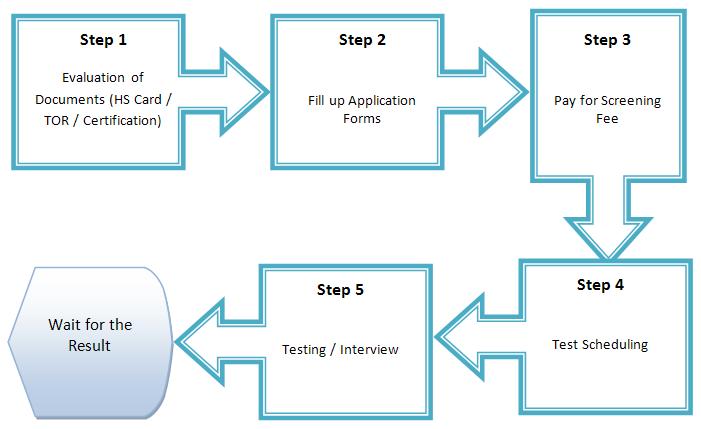 Step 1
Evaluation of
Documents (HS Card /
TOR / Certification)
Step 2
Fill up Application
Forms
Step 3
Pay for Screening
Fee
Step 4
Test Scheduling
Step 5
Testing / Interview
Wait for the
Result